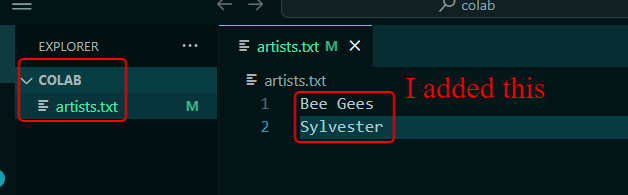 colab
EXPLORER ...
artists.txt M
COLAB
artists.txt M
artists.txt
I added this
1 Bee Gees
2 Sylvester